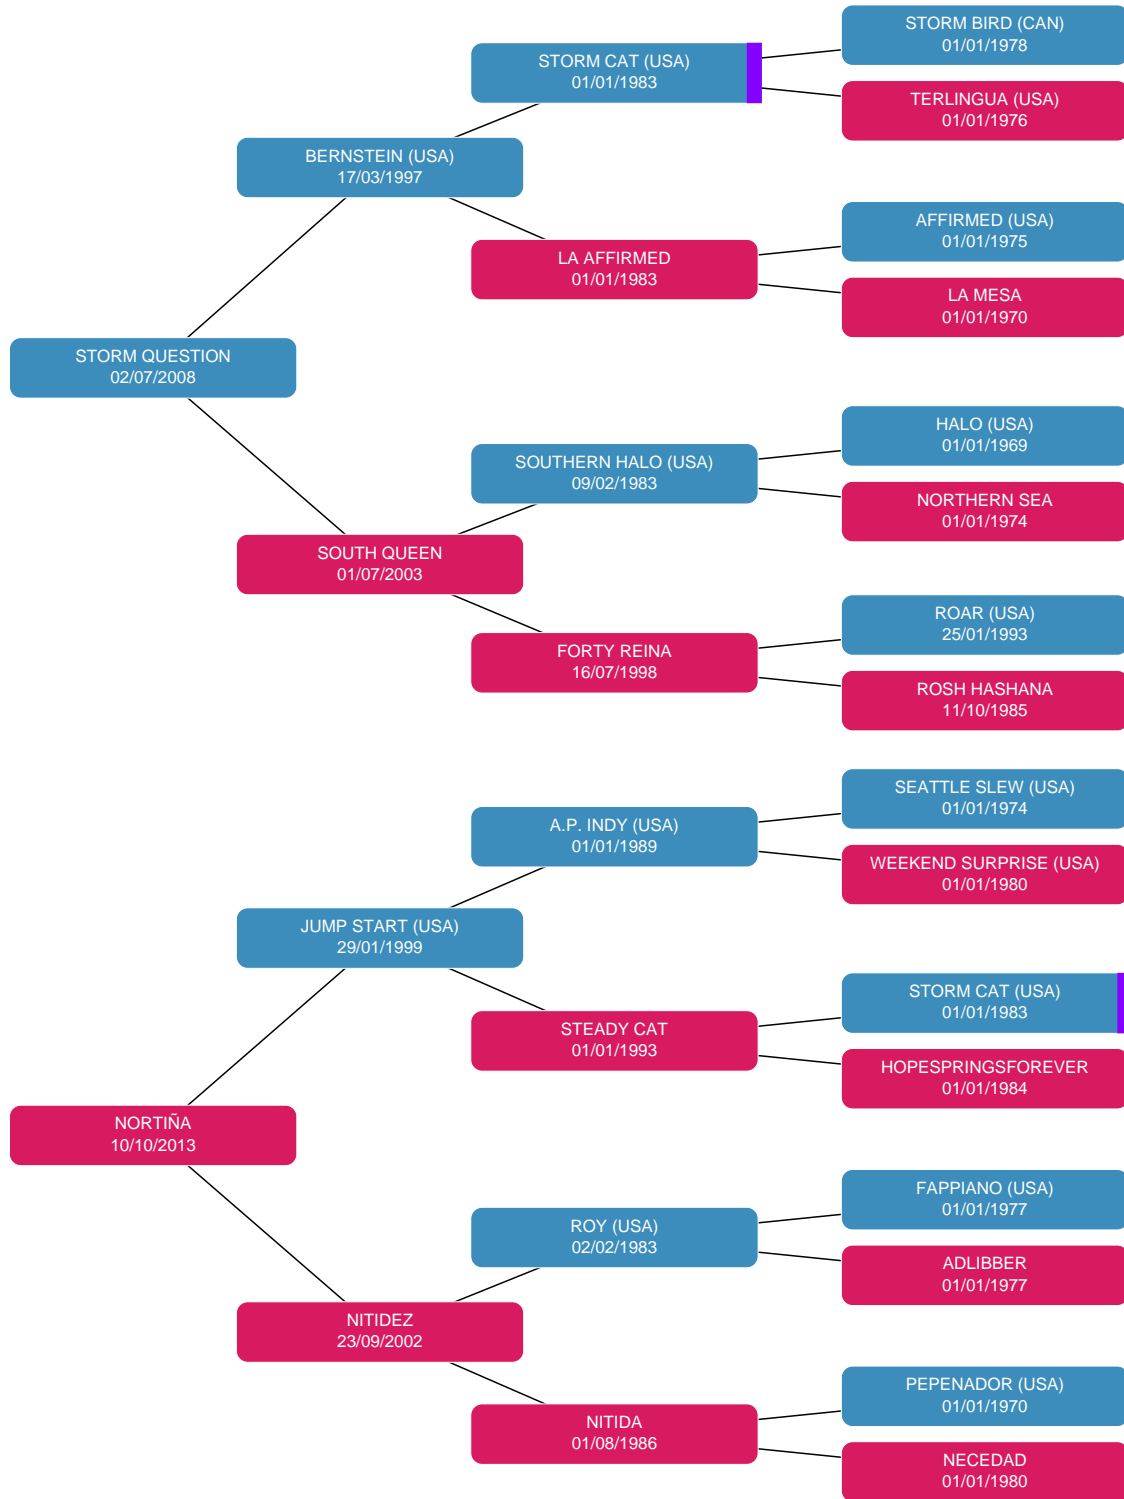 STORM BIRD (CAN)
01/01/1978
STORM CAT (USA)
01/01/1983
TERLINGUA (USA)
01/01/1976
BERNSTEIN (USA)
17/03/1997
AFFIRMED (USA)
01/01/1975
LA AFFIRMED
01/01/1983
LA MESA
01/01/1970
STORM QUESTION
02/07/2008
HALO (USA)
01/01/1969
SOUTHERN HALO (USA)
09/02/1983
NORTHERN SEA
01/01/1974
SOUTH QUEEN
01/07/2003
ROAR (USA)
25/01/1993
FORTY REINA
16/07/1998
ROSH HASHANA
11/10/1985
SEATTLE SLEW (USA)
01/01/1974
A.P. INDY (USA)
01/01/1989
WEEKEND SURPRISE (USA)
01/01/1980
JUMP START (USA)
29/01/1999
STORM CAT (USA)
01/01/1983
STEADY CAT
01/01/1993
HOPESPRINGSFOREVER
01/01/1984
NORTIÑA
10/10/2013
FAPPIANO (USA)
01/01/1977
ROY (USA)
02/02/1983
ADLIBBER
01/01/1977
NITIDEZ
23/09/2002
PEPENADOR (USA)
01/01/1970
NITIDA
01/08/1986
NECEDAD
01/01/1980